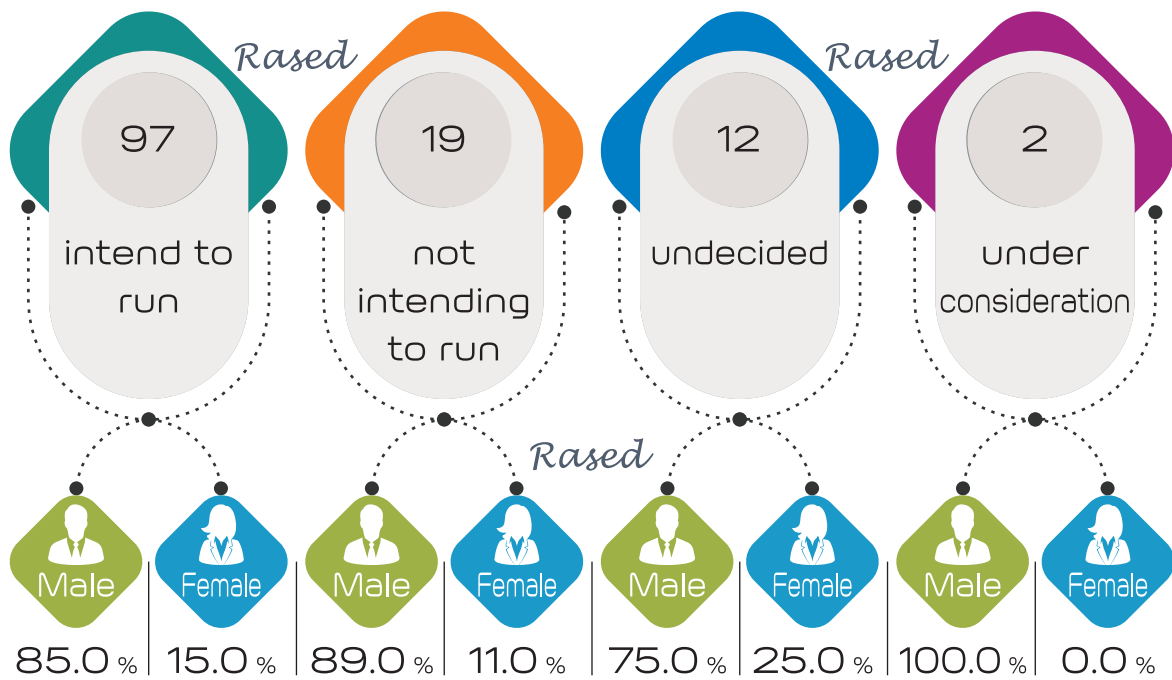 Rased
Rased
97
intend to
run
19
not
intending
to run
12
undecided
2
under
consideration
Rased
Male
Female
Male
Female
Male
Female
Male
Female
85.0 %
15.0 %
89.0 %
11.0 %
75.0 %
25.0 %
100.0 %
0.0 %